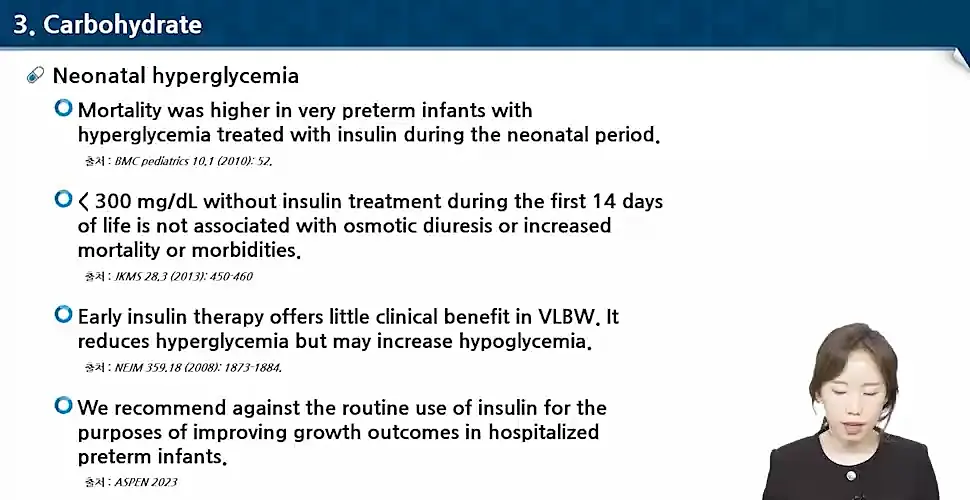 3. Carbohydrate
Neonatal hyperglycemia
Mortality was higher in very preterm infants with
hyperglycemia treated with insulin during the neonatal period.
출처 : BMC pediatrics 10.1 (2010): 52.
< 300 mg/dL without insulin treatment during the first 14 days
of life is not associated with osmotic diuresis or increased
mortality or morbidities.
출처 : JKMS 28.3 (2013): 450-460
Early insulin therapy offers little clinical benefit in VLBW. It
reduces hyperglycemia but may increase hypoglycemia.
출처 : NEJM 359.18 (2008): 1873-1884.
We recommend against the routine use of insulin for the
purposes of improving growth outcomes in hospitalized
preterm infants.
출처 : ASPEN 2023